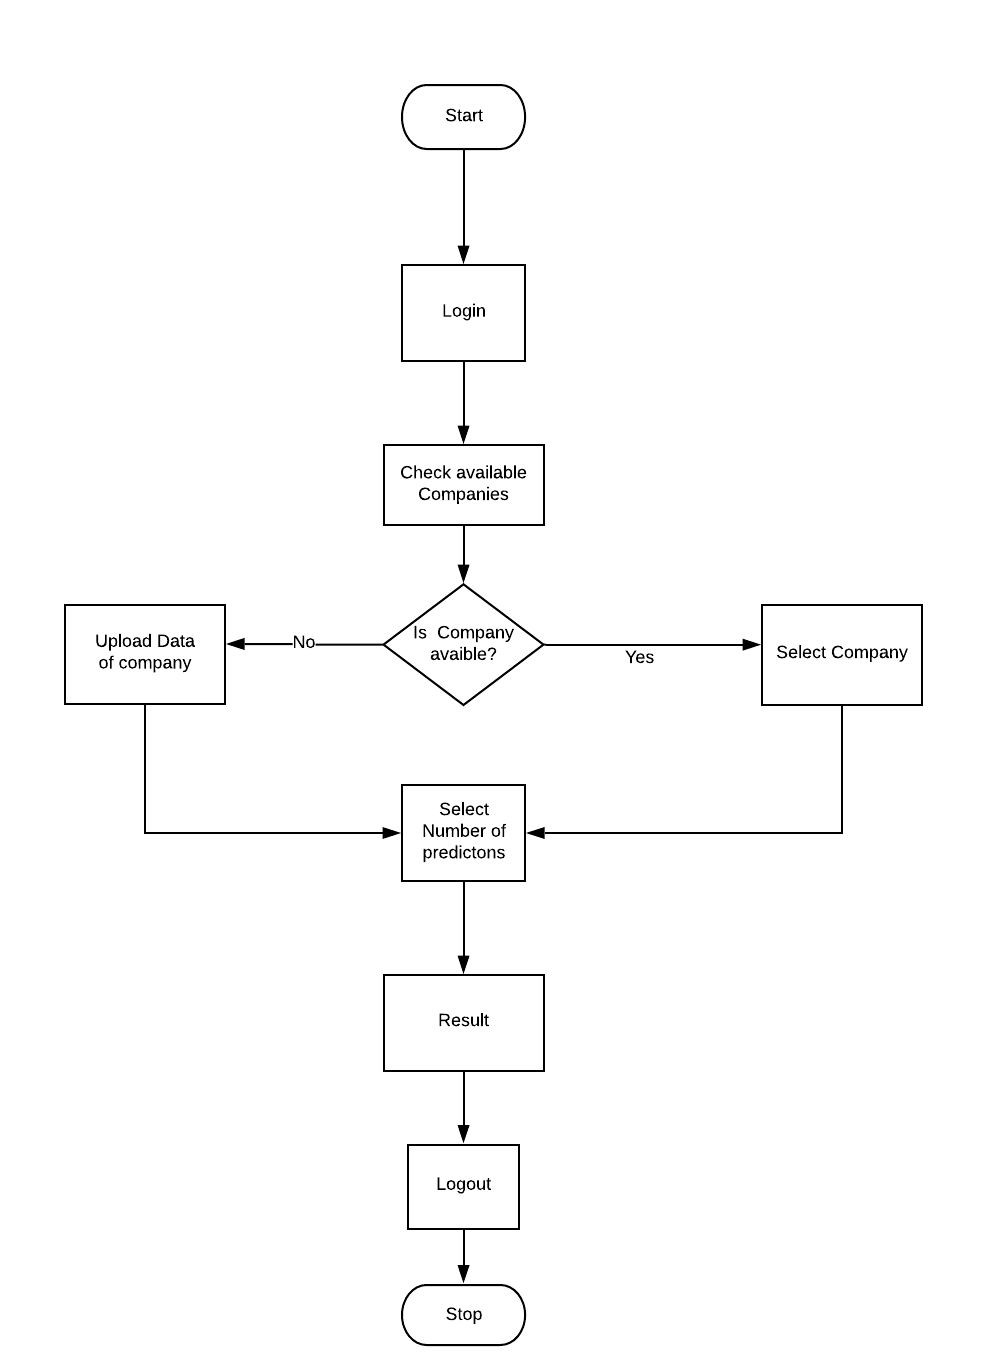 Start
Login
Check available
Companies
Is  Company
avaible?
No
Yes
Upload Data
of company
Select Company
Select
Number of
predictons
Result
Logout
Stop